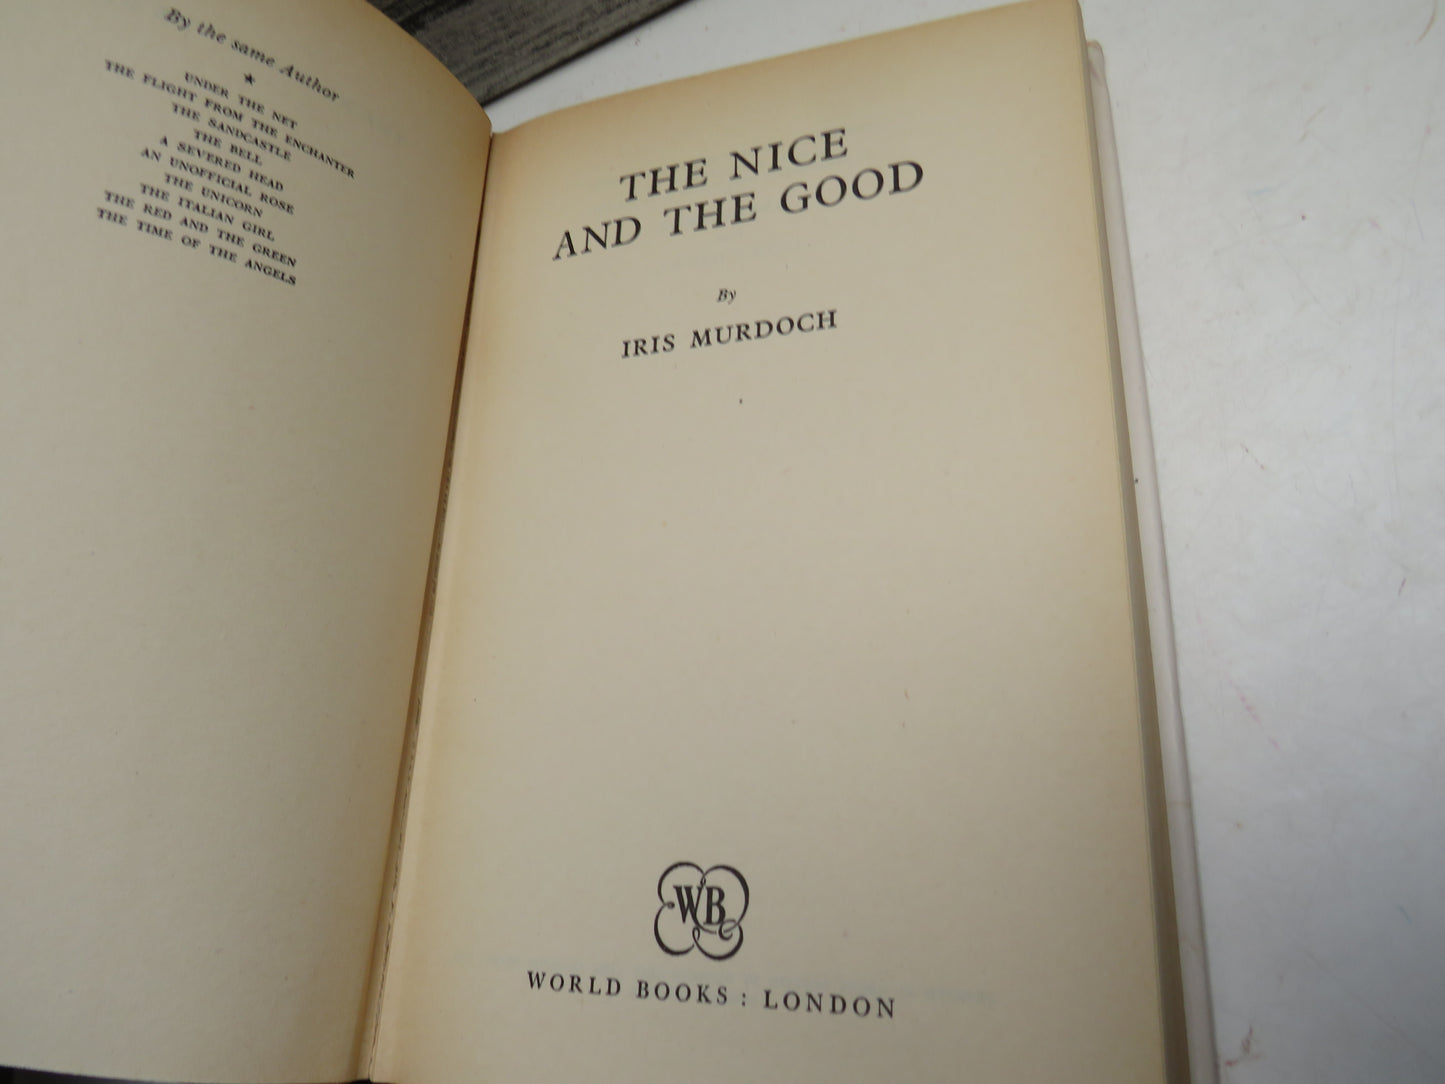 By the same Author
★
UNDER THE NET
THE FLIGHT FROM THE ENCHANTER
THE SANDCASTLE
THE BELL
A SEVERED HEAD
AN UNOFFICIAL ROSE
THE UNICORN
THE ITALIAN GIRL
THE RED AND THE GREEN
THE TIME OF THE ANGELS
THE NICE
AND THE GOOD
By
IRIS MURDOCH
WB
WORLD BOOKS : LONDON